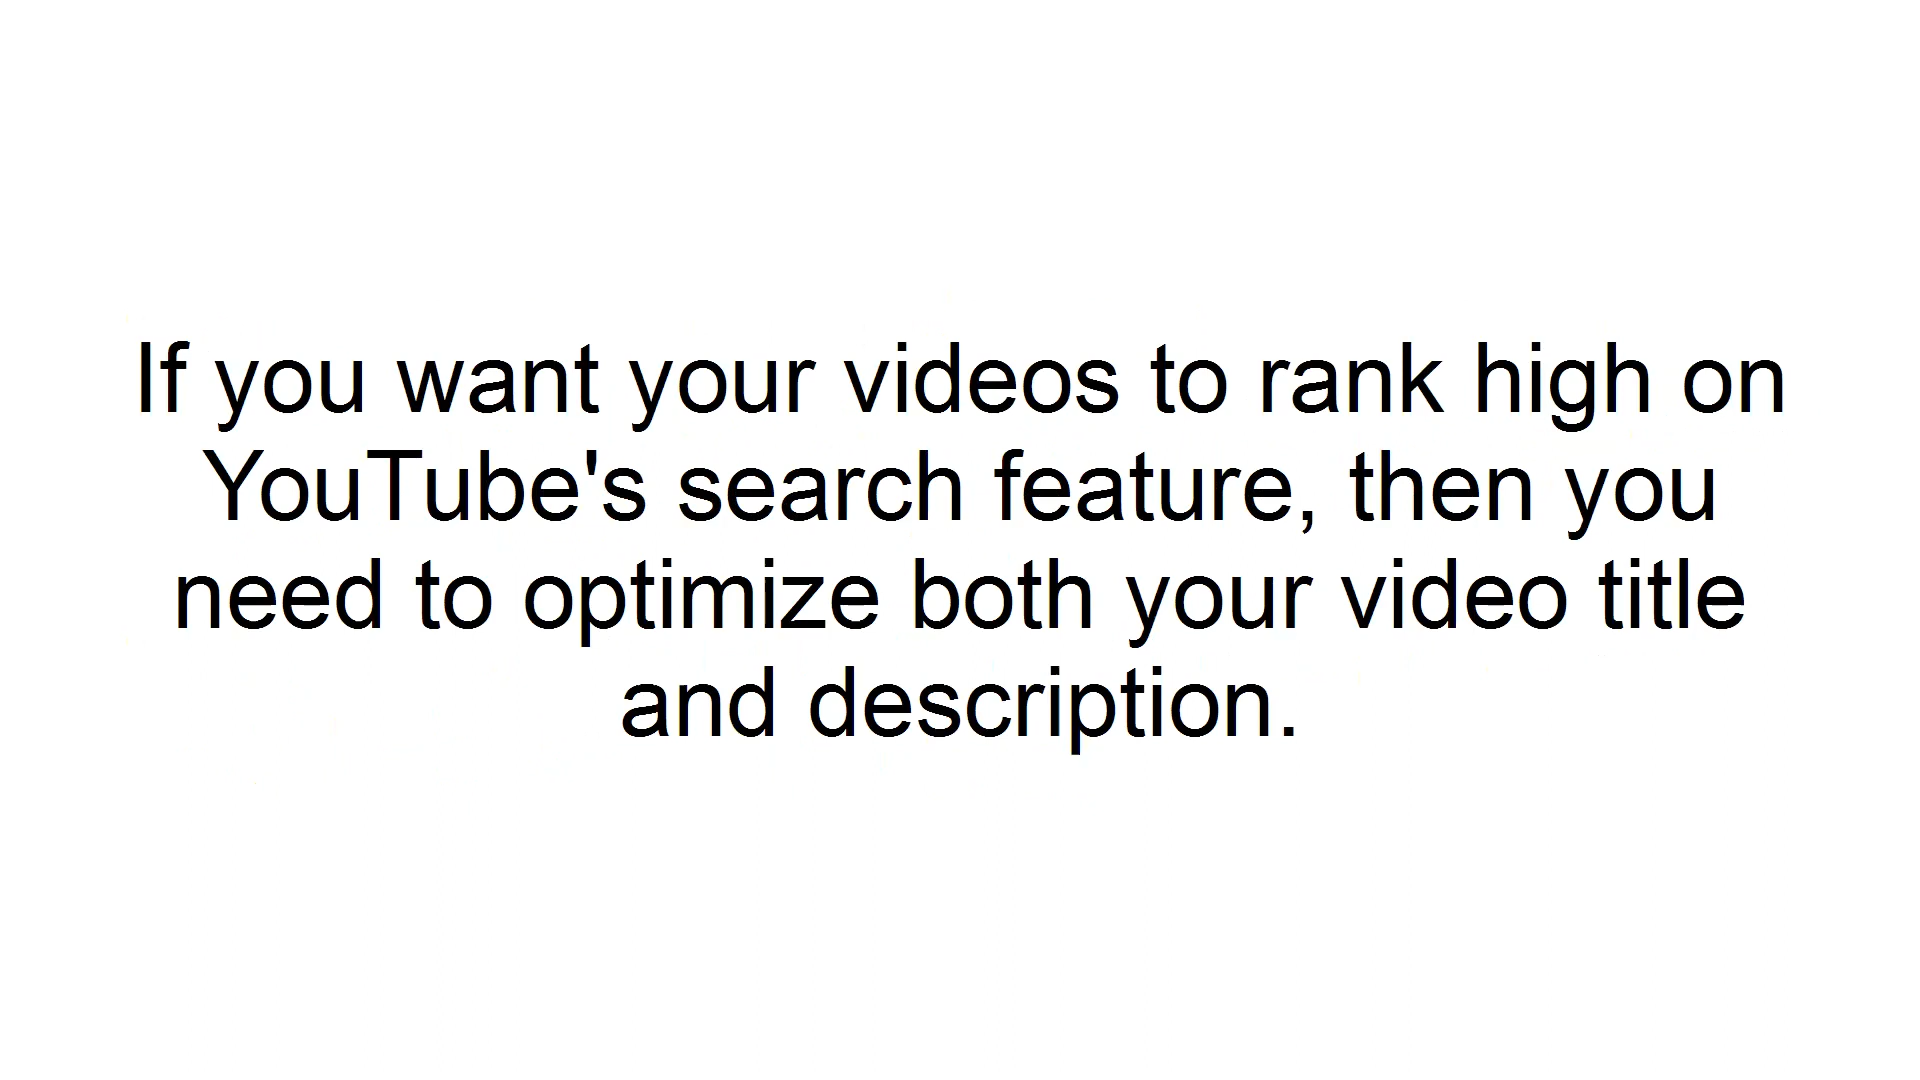 If you want your videos to rank high on
YouTube's search feature, then you
need to optimize both your video title
and description.